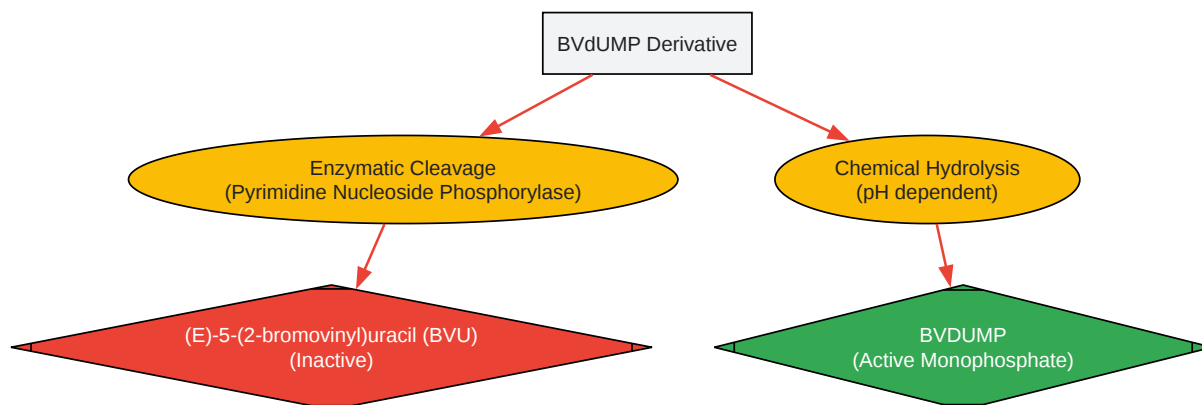 BVdUMP Derivative
Enzymatic Cleavage
(Pyrimidine Nucleoside Phosphorylase)
Chemical Hydrolysis
(pH dependent)
(E)-5-(2-bromovinyl)uracil (BVU)
(Inactive)
BVDUMP
(Active Monophosphate)